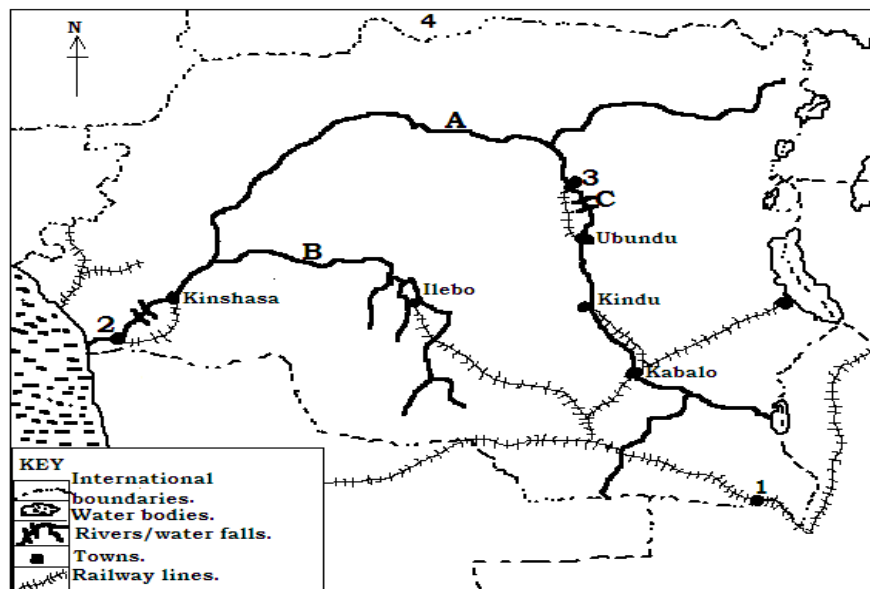 N
4
A
3
C
Ubundu
B
Ilebo
Kinshasa
Kindu
2
Kabalo
1
KEY
International
boundaries.
Water bodies.
Rivers/water falls.
Towns.
Railway lines.